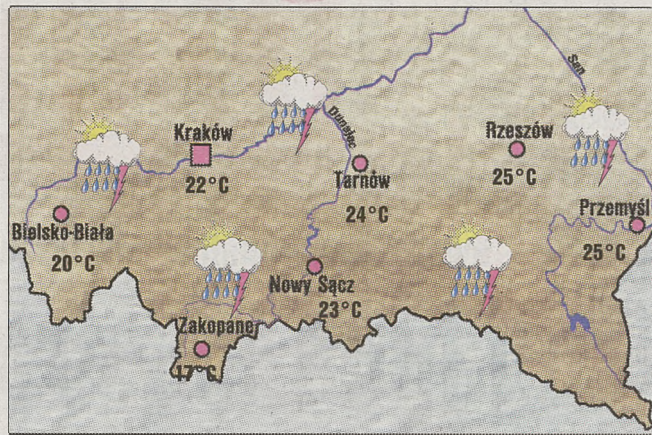 San
Dunajec
Kraków
22°C
Tarnów
24°C
Rzeszów
25°C
Przemyśl
25°C
Bielsko-Biała
20°C
Nowy Sącz
23°C
Zakopane
17°C